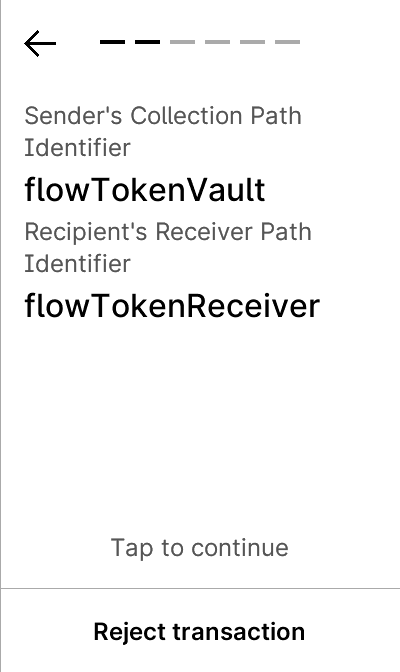 Sender's Collection Path
Identifier
flowTokenVault
Recipient's Receiver Path
Identifier
flowTokenReceiver
Tap to continue
Reject transaction